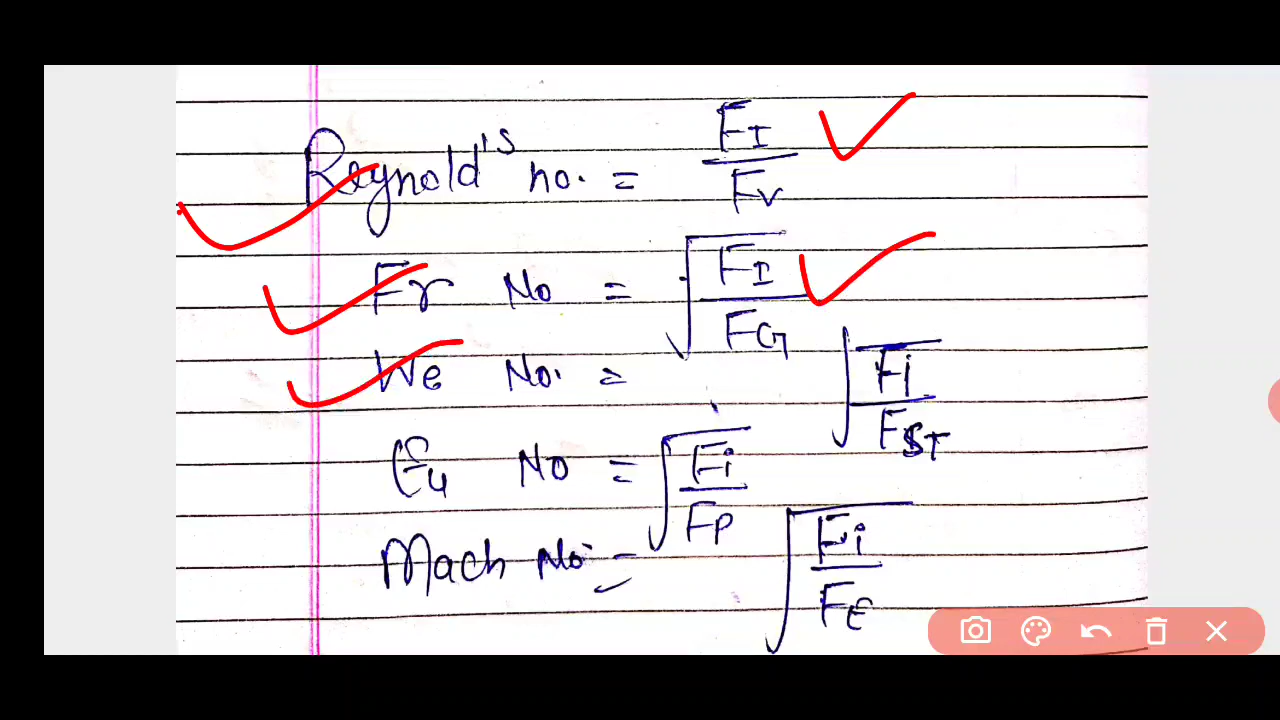 Reynold's no. = FI / Fv
Fr No = √ FI / FG
We No. = √ Fi / FST
Eu No = √ Fi / FP
Mach No. = √ Fi / FE